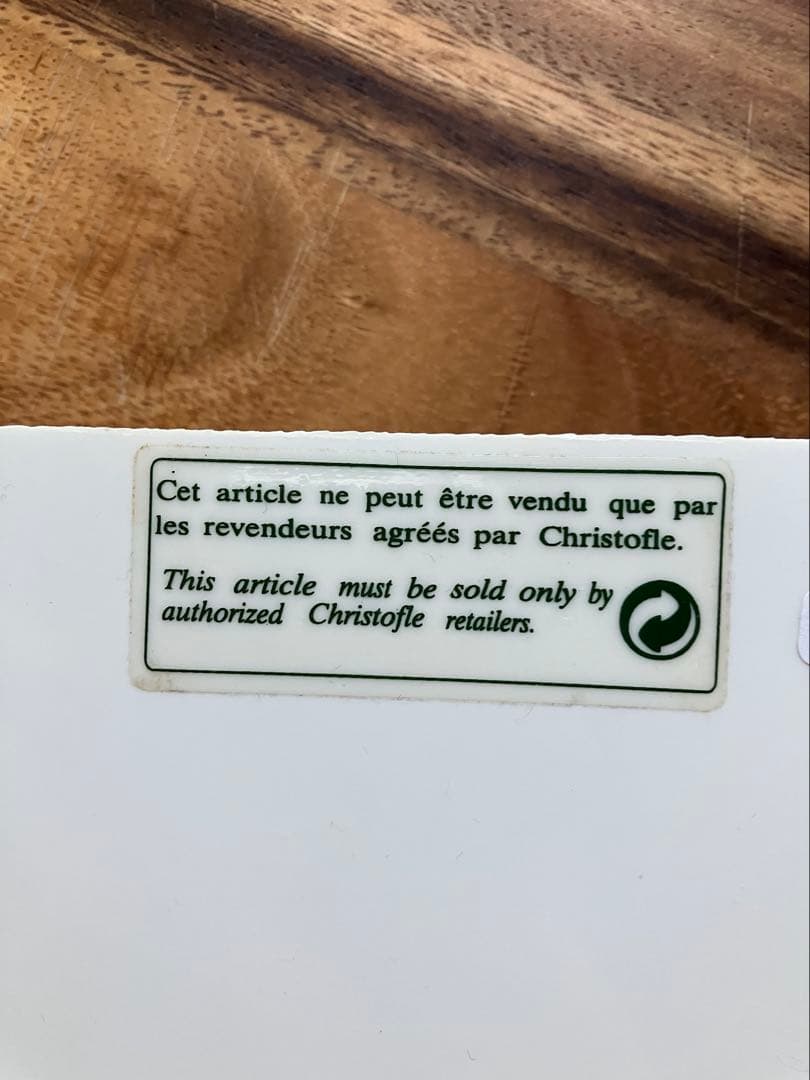 Cet article ne peut être vendu que par
les revendeurs agréés par Christofle.
This article must be sold only by
authorized Christofle retailers.